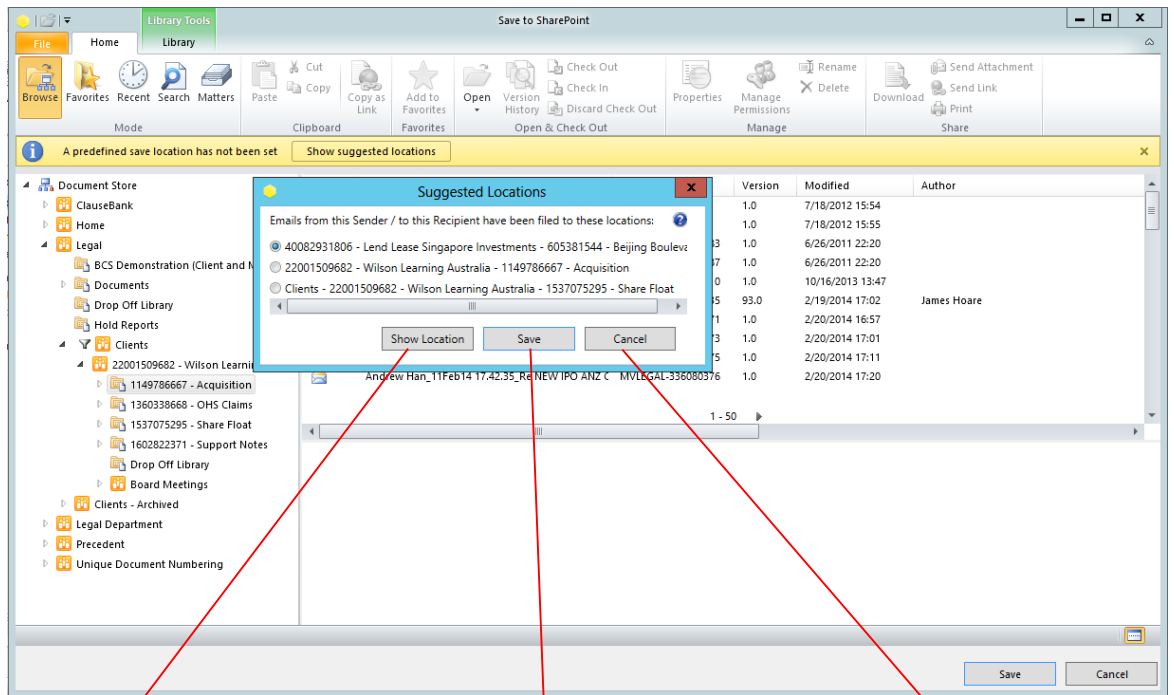 Library Tools
Save to SharePoint
File Home Library
Browse Favorites Recent Search Matters
Mode
Paste Cut Copy Copy as Link
Clipboard
Add to Favorites
Favorites
Open Version History Check Out Check In Discard Check Out
Open & Check Out
Properties Manage Permissions Rename Delete
Manage
Download Send Attachment Send Link Print
Share
A predefined save location has not been set Show suggested locations
Document Store
ClauseBank
Home
Legal
BCS Demonstration (Client and
Documents
Drop Off Library
Hold Reports
Clients
22001509682 - Wilson
1149786667 - Acquisition
1360338668 - OHS Claims
1537075295 - Share Float
1602822371 - Support Notes
Drop Off Library
Board Meetings
Clients - Archived
Legal Department
Precedent
Unique Document Numbering
Suggested Locations
Emails from this Sender / to this Recipient have been filed to these locations:
40082931806 - Lend Lease Singapore Investments - 605381544 - Beijing
22001509682 - Wilson Learning Australia - 1149786667 - Acquisition
Clients - 22001509682 - Wilson Learning Australia - 1537075295 - Share Float
Show Location Save Cancel
Version Modified Author
1.0 7/18/2012 15:54
1.0 7/18/2012 15:55
1.0 6/26/2011 22:20
1.0 6/26/2011 22:20
1.0 10/16/2013 13:47
93.0 2/19/2014 17:02 James Hoare
1.0 2/20/2014 16:57
1.0 2/20/2014 17:01
1.0 2/20/2014 17:11
Andrew Han_11Feb14 17.42.35_Re NEW IPO ANZ MVLEGAL-336080376 1.0 2/20/2014 17:20
1 - 50
Save Cancel